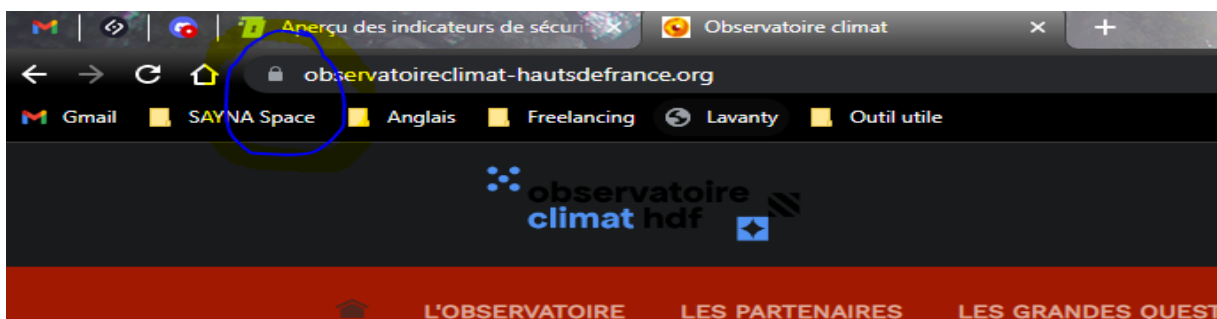 Aperçu des indicateurs de sécuri
Observatoire climat
observatoireclimat-hautsdefrance.org
Gmail SAYNA Space Anglais Freelancing Lavanty Outil utile
observatoire
climat hdf
L'OBSERVATOIRE LES PARTENAIRES LES GRANDES QUEST